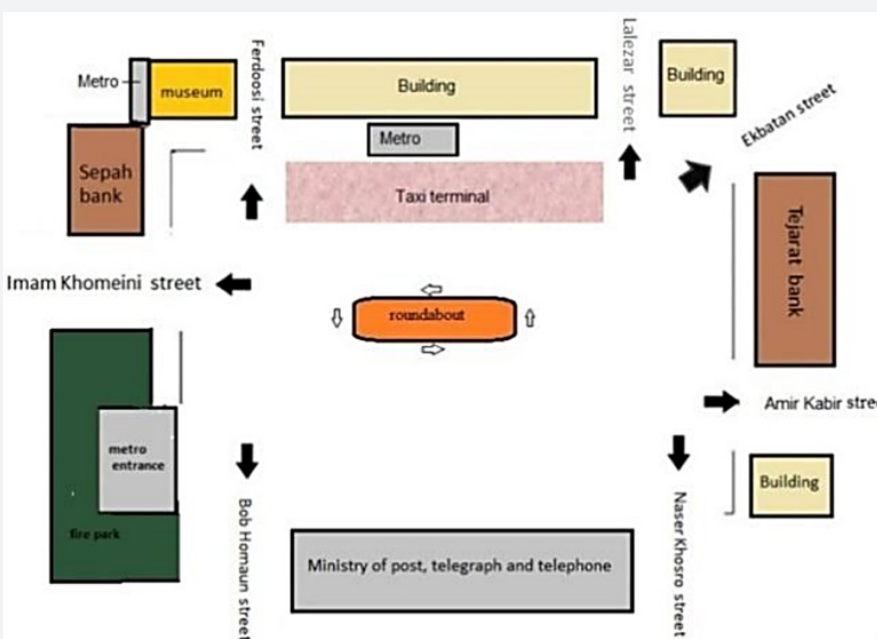 Metro
museum
Ferdoosi street
Building
Lalezar street
Building
Ekbatan street
Sepah
bank
Metro
Taxi terminal
Tejarat bank
Imam Khomeini street
roundabout
Amir Kabir stree
metro
entrance
fire park
Bob Homaun street
Ministry of post, telegraph and telephone
Naser Khosro street
Building